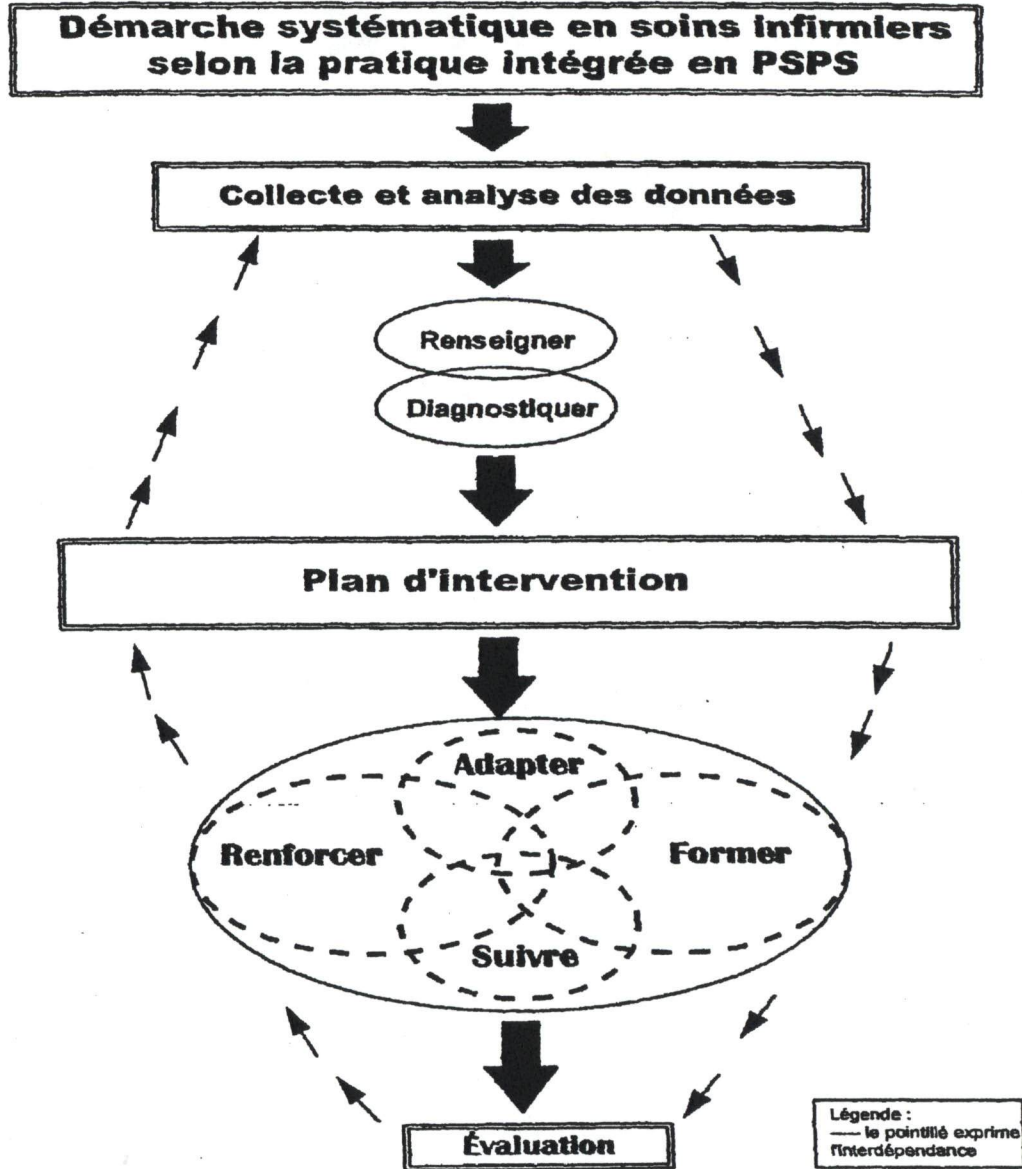 Démarche systématique en soins infirmiers
selon la pratique intégrée en PSPS
Collecte et analyse des données
Renseigner
Diagnostiquer
Plan d'intervention
Adapter
Renforcer
Former
Suivre
Évaluation
Légende :
---- le pointillé exprime
l'interdépendance